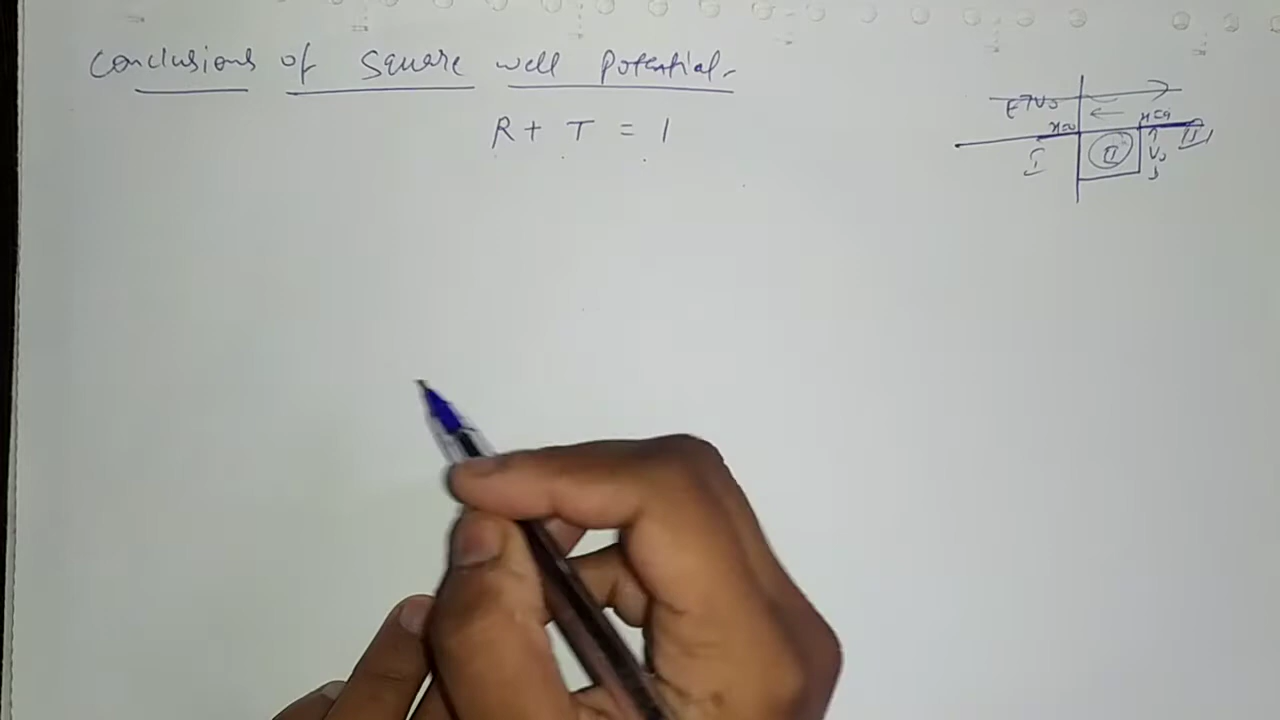 Conclusions of Square well Potential-
R + T = 1
E>V0
x=0
x=a
I
II
V0
III